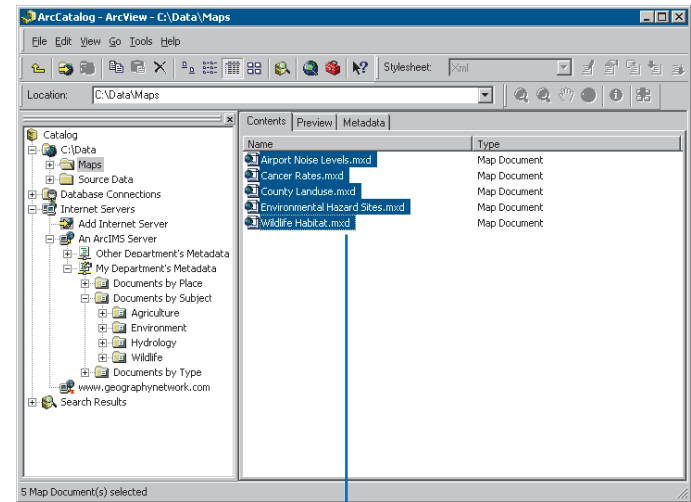 ArcCatalog - ArcView - C:\Data\Maps
File Edit View Go Tools Help
Stylesheet: Xml
Location: C:\Data\Maps
Catalog
C:\Data
Maps
Source Data
Database Connections
Internet Servers
Add Internet Server
An ArcIMS Server
Other Department's Metadata
My Department's Metadata
Documents by Place
Documents by Subject
Agriculture
Environment
Hydrology
Wildlife
Documents by Type
www.geographynetwork.com
Search Results
Contents Preview Metadata
Name Type
Airport Noise Levels.mxd Map Document
Cancer Rates.mxd Map Document
County Landuse.mxd Map Document
Environmental Hazard Sites.mxd Map Document
Wildlife Habitat.mxd Map Document
5 Map Document(s) selected